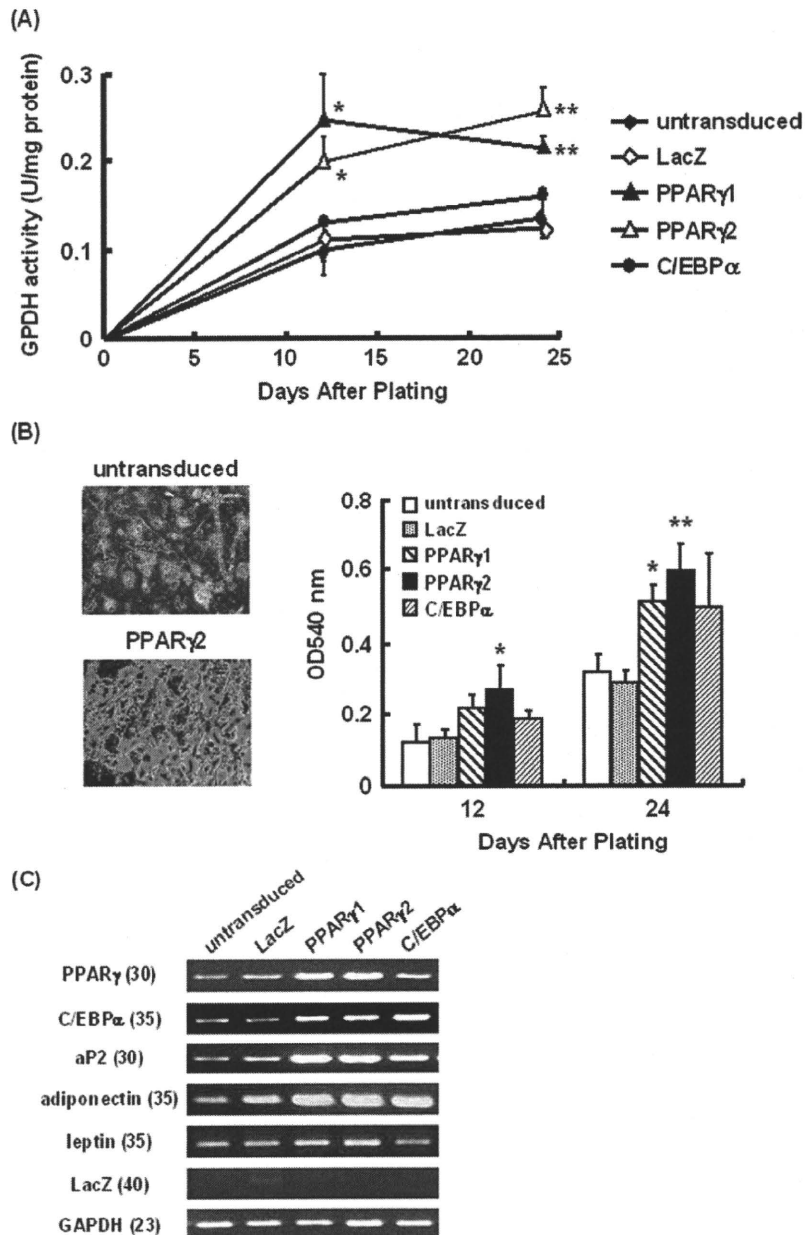 (A)
GPDH activity (U/mg protein)
0.3
0.2
0.1
0
0 5 10 15 20 25
Days After Plating
*
*
**
**
untransduced
LacZ
PPARγ1
PPARγ2
C/EBPα
(B)
untransduced
PPARγ2
OD540 nm
0.8
0.6
0.4
0.2
0
untransduced
LacZ
PPARγ1
PPARγ2
C/EBPα
*
*
**
12 24
Days After Plating
(C)
untransduced LacZ PPARγ1 PPARγ2 C/EBPα
PPARγ (30)
C/EBPα (35)
aP2 (30)
adiponectin (35)
leptin (35)
LacZ (40)
GAPDH (23)